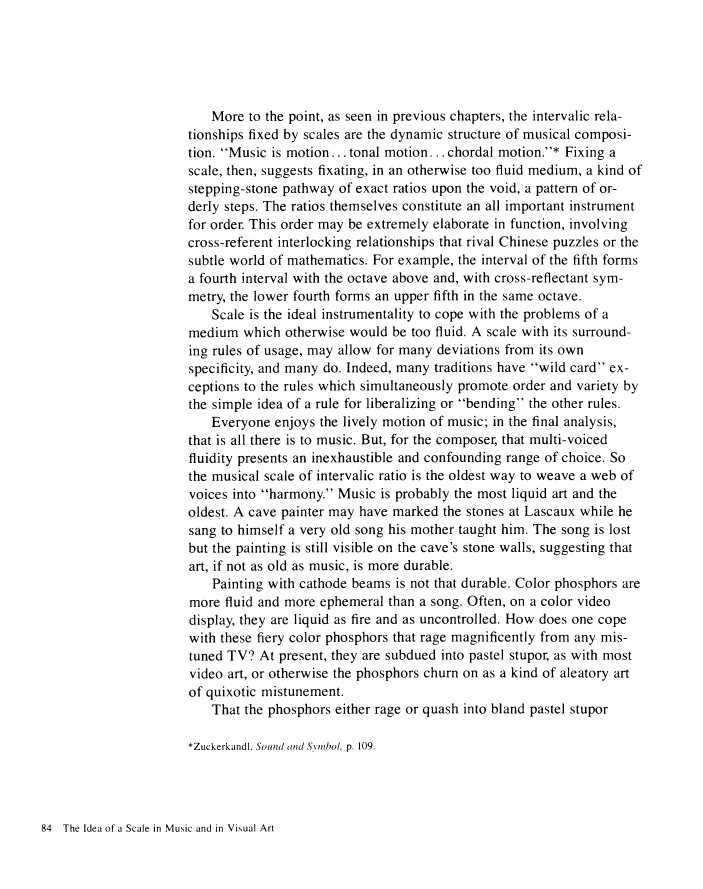 More to the point, as seen in previous chapters, the intervalic rela-
tionships fixed by scales are the dynamic structure of musical composi-
tion. “Music is motion...tonal motion...chordal motion.”* Fixing a
scale, then, suggests fixating, in an otherwise too fluid medium, a kind of
stepping-stone pathway of exact ratios upon the void, a pattern of or-
derly steps. The ratios themselves constitute an all important instrument
for order. This order may be extremely elaborate in function, involving
cross-referent interlocking relationships that rival Chinese puzzles or the
subtle world of mathematics. For example, the interval of the fifth forms
a fourth interval with the octave above and, with cross-reflectant sym-
metry, the lower fourth forms an upper fifth in the same octave.
Scale is the ideal instrumentality to cope with the problems of a
medium which otherwise would be too fluid. A scale with its surround-
ing rules of usage, may allow for many deviations from its own
specificity, and many do. Indeed, many traditions have “wild card” ex-
ceptions to the rules which simultaneously promote order and variety by
the simple idea of a rule for liberalizing or “bending” the other rules.
Everyone enjoys the lively motion of music; in the final analysis,
that is all there is to music. But, for the composer, that multi-voiced
fluidity presents an inexhaustible and confounding range of choice. So
the musical scale of intervalic ratio is the oldest way to weave a web of
voices into “harmony.” Music is probably the most liquid art and the
oldest. A cave painter may have marked the stones at Lascaux while he
sang to himself a very old song his mother taught him. The song is lost
but the painting is still visible on the cave’s stone walls, suggesting that
art, if not as old as music, is more durable.
Painting with cathode beams is not that durable. Color phosphors are
more fluid and more ephemeral than a song. Often, on a color video
display, they are liquid as fire and as uncontrolled. How does one cope
with these fiery color phosphors that rage magnificently from any mis-
tuned TV? At present, they are subdued into pastel stupor, as with most
video art, or otherwise the phosphors churn on as a kind of aleatory art
of quixotic mistunement.
That the phosphors either rage or quash into bland pastel stupor
*Zuckerkandl, Sound and Symbol, p. 109.
84 The Idea of a Scale in Music and in Visual Art